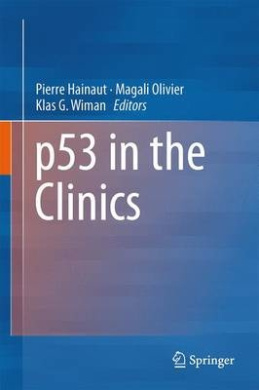 Pierre Hainaut · Magali Olivier
Klas G. Wiman Editors
p53 in the
Clinics
Springer